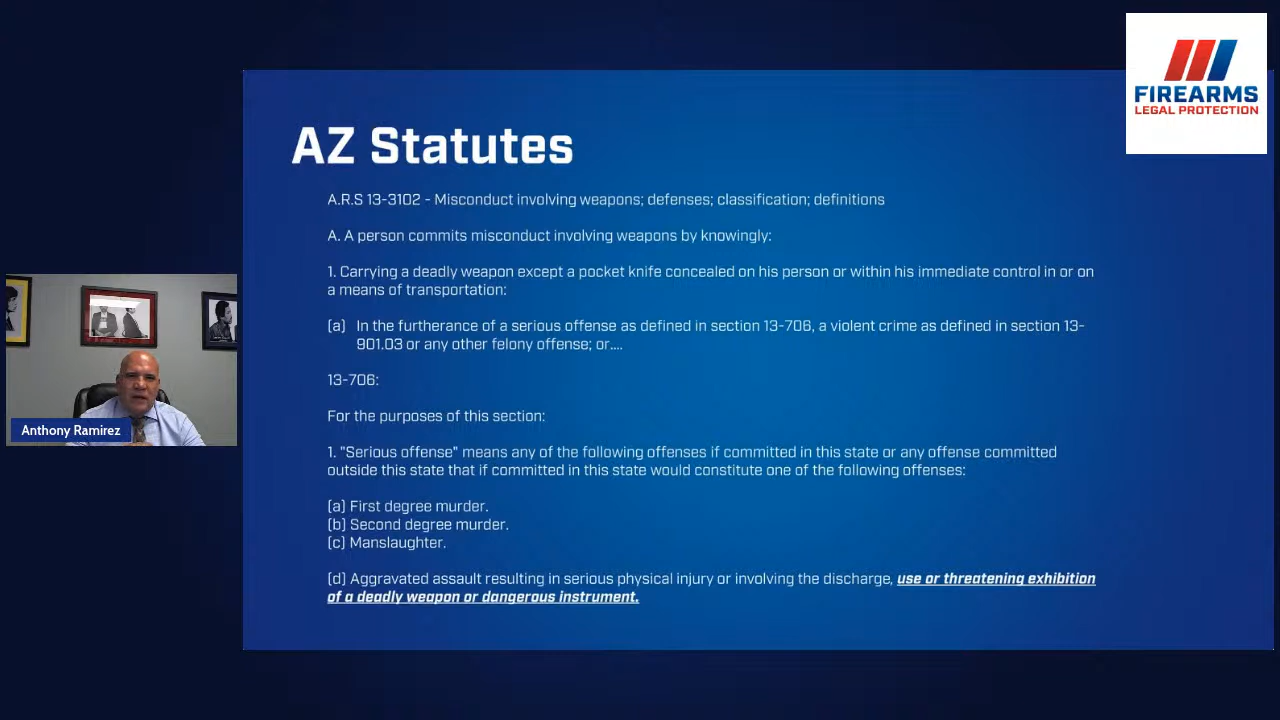 FIREARMS
LEGAL PROTECTION
AZ Statutes
A.R.S 13-3102 - Misconduct involving weapons; defenses; classification; definitions
A. A person commits misconduct involving weapons by knowingly:
1. Carrying a deadly weapon except a pocket knife concealed on his person or within his immediate control in or on
a means of transportation:
(a) In the furtherance of a serious offense as defined in section 13-706, a violent crime as defined in section 13-
901.03 or any other felony offense; or....
13-706:
For the purposes of this section:
1. "Serious offense" means any of the following offenses if committed in this state or any offense committed
outside this state that if committed in this state would constitute one of the following offenses:
(a) First degree murder.
(b) Second degree murder.
(c) Manslaughter.
(d) Aggravated assault resulting in serious physical injury or involving the discharge, use or threatening exhibition
of a deadly weapon or dangerous instrument.
Anthony Ramirez